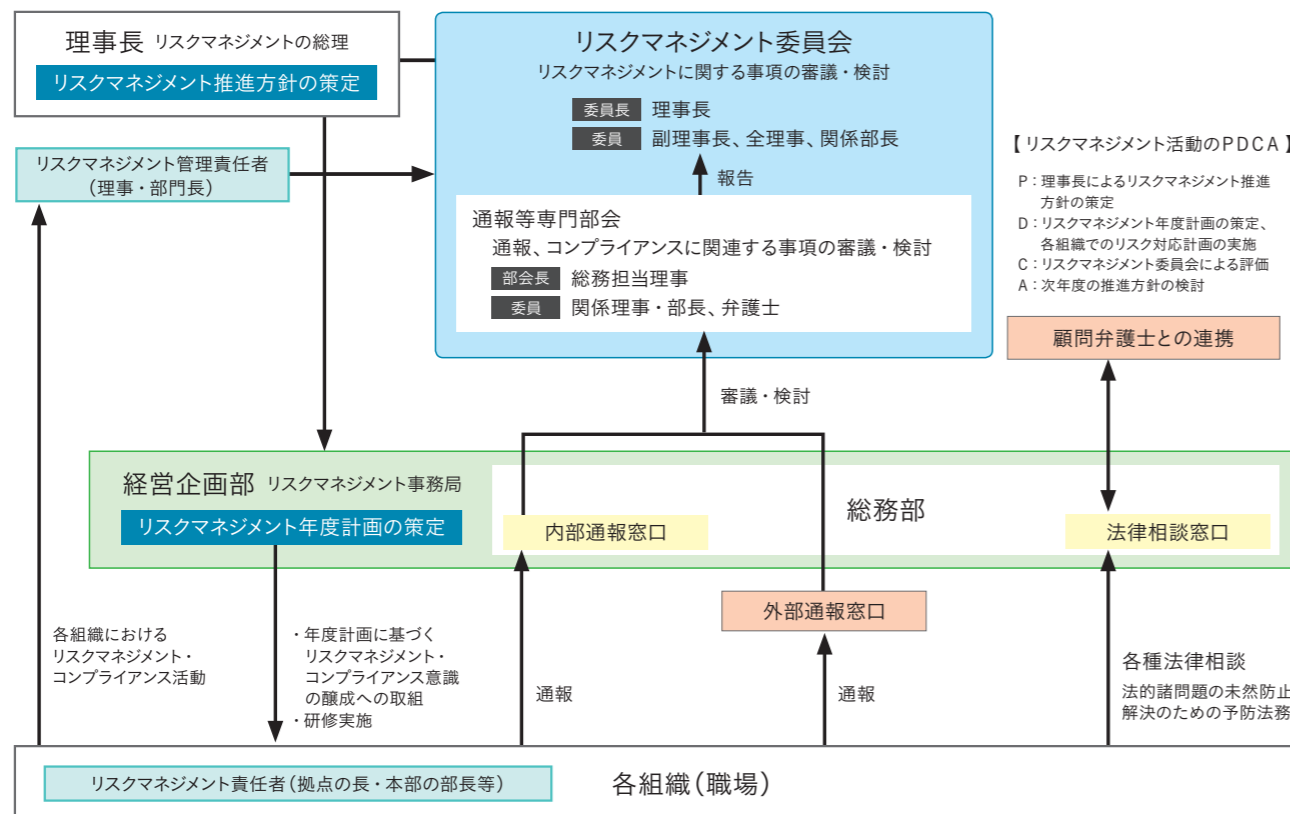 理事長 リスクマネジメントの総理
リスクマネジメント推進方針の策定
リスクマネジメント委員会
リスクマネジメントに関する事項の審議・検討
委員長 理事長
委員 副理事長、全理事、関係部長
報告
リスクマネジメント管理責任者
(理事・部門長)
通報等専門部会
通報、コンプライアンスに関連する事項の審議・検討
部会長 総務担当理事
委員 関係理事・部長、弁護士
【リスクマネジメント活動のPDCA】
P:理事長によるリスクマネジメント推進
方針の策定
D:リスクマネジメント年度計画の策定、
各組織でのリスク対応計画の実施
C:リスクマネジメント委員会による評価
A:次年度の推進方針の検討
顧問弁護士との連携
審議・検討
経営企画部 リスクマネジメント事務局
リスクマネジメント年度計画の策定
総務部
内部通報窓口
法律相談窓口
外部通報窓口
各組織における
リスクマネジメント・
コンプライアンス活動
・年度計画に基づく
リスクマネジメント・
コンプライアンス意識
の醸成への取組
・研修実施
通報
通報
各種法律相談
法的諸問題の未然防止
解決のための予防法務
リスクマネジメント責任者(拠点の長・本部の部長等)
各組織(職場)